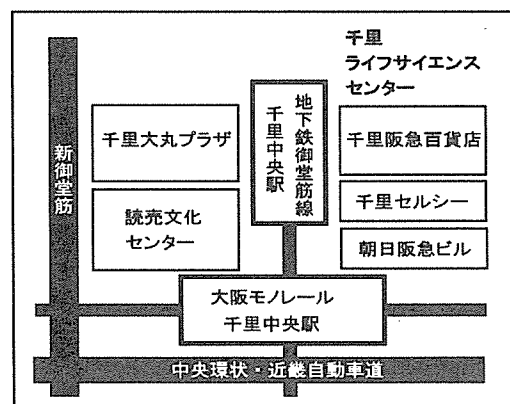 千里
ライフサイエンス
センター
新御堂筋
千里大丸プラザ
地下鉄御堂筋線
千里中央駅
千里阪急百貨店
読売文化
センター
千里セルシー
朝日阪急ビル
大阪モノレール
千里中央駅
中央環状・近畿自動車道